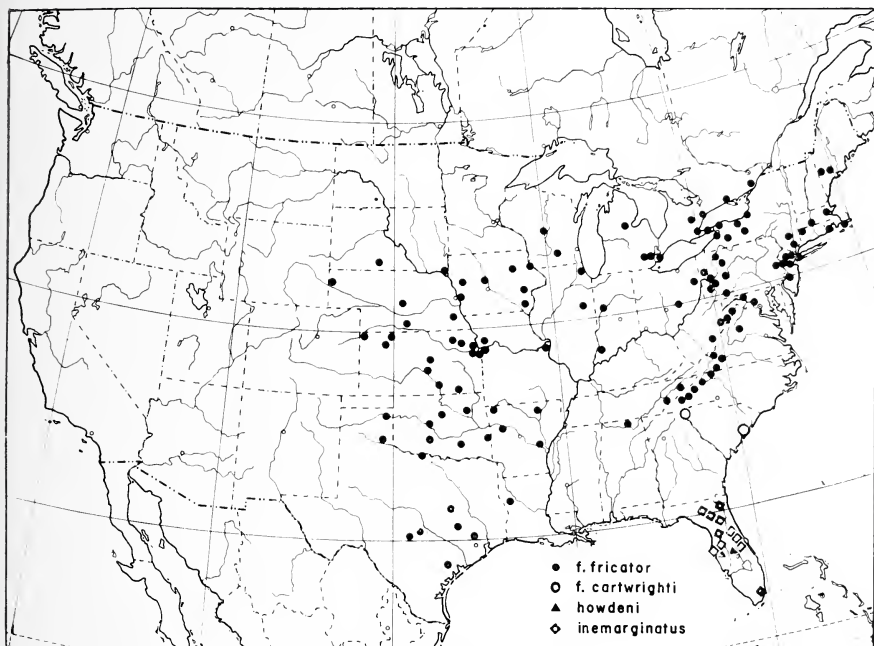 f. fricator
f. cartwrighti
howdeni
inemarginatus